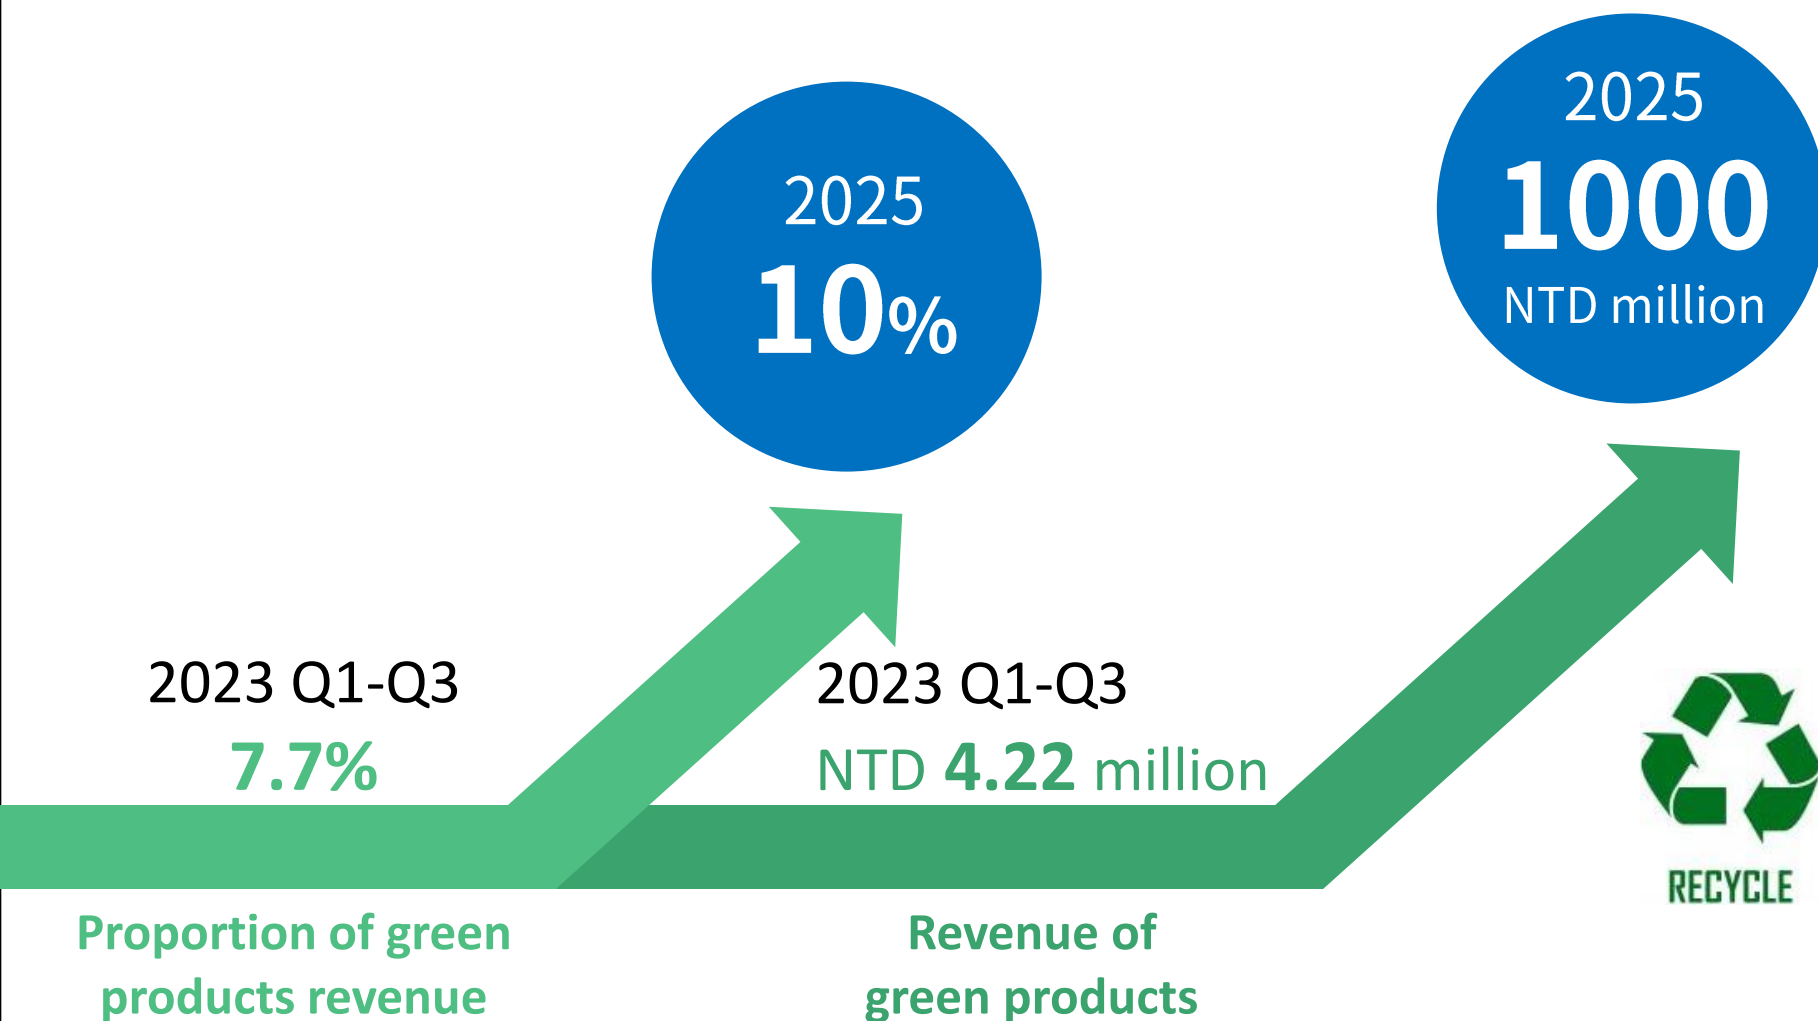 2025
10%
2025
1000
NTD million
2023 Q1-Q3
7.7%
2023 Q1-Q3
NTD 4.22 million
Proportion of green
products revenue
Revenue of
green products
RECYCLE